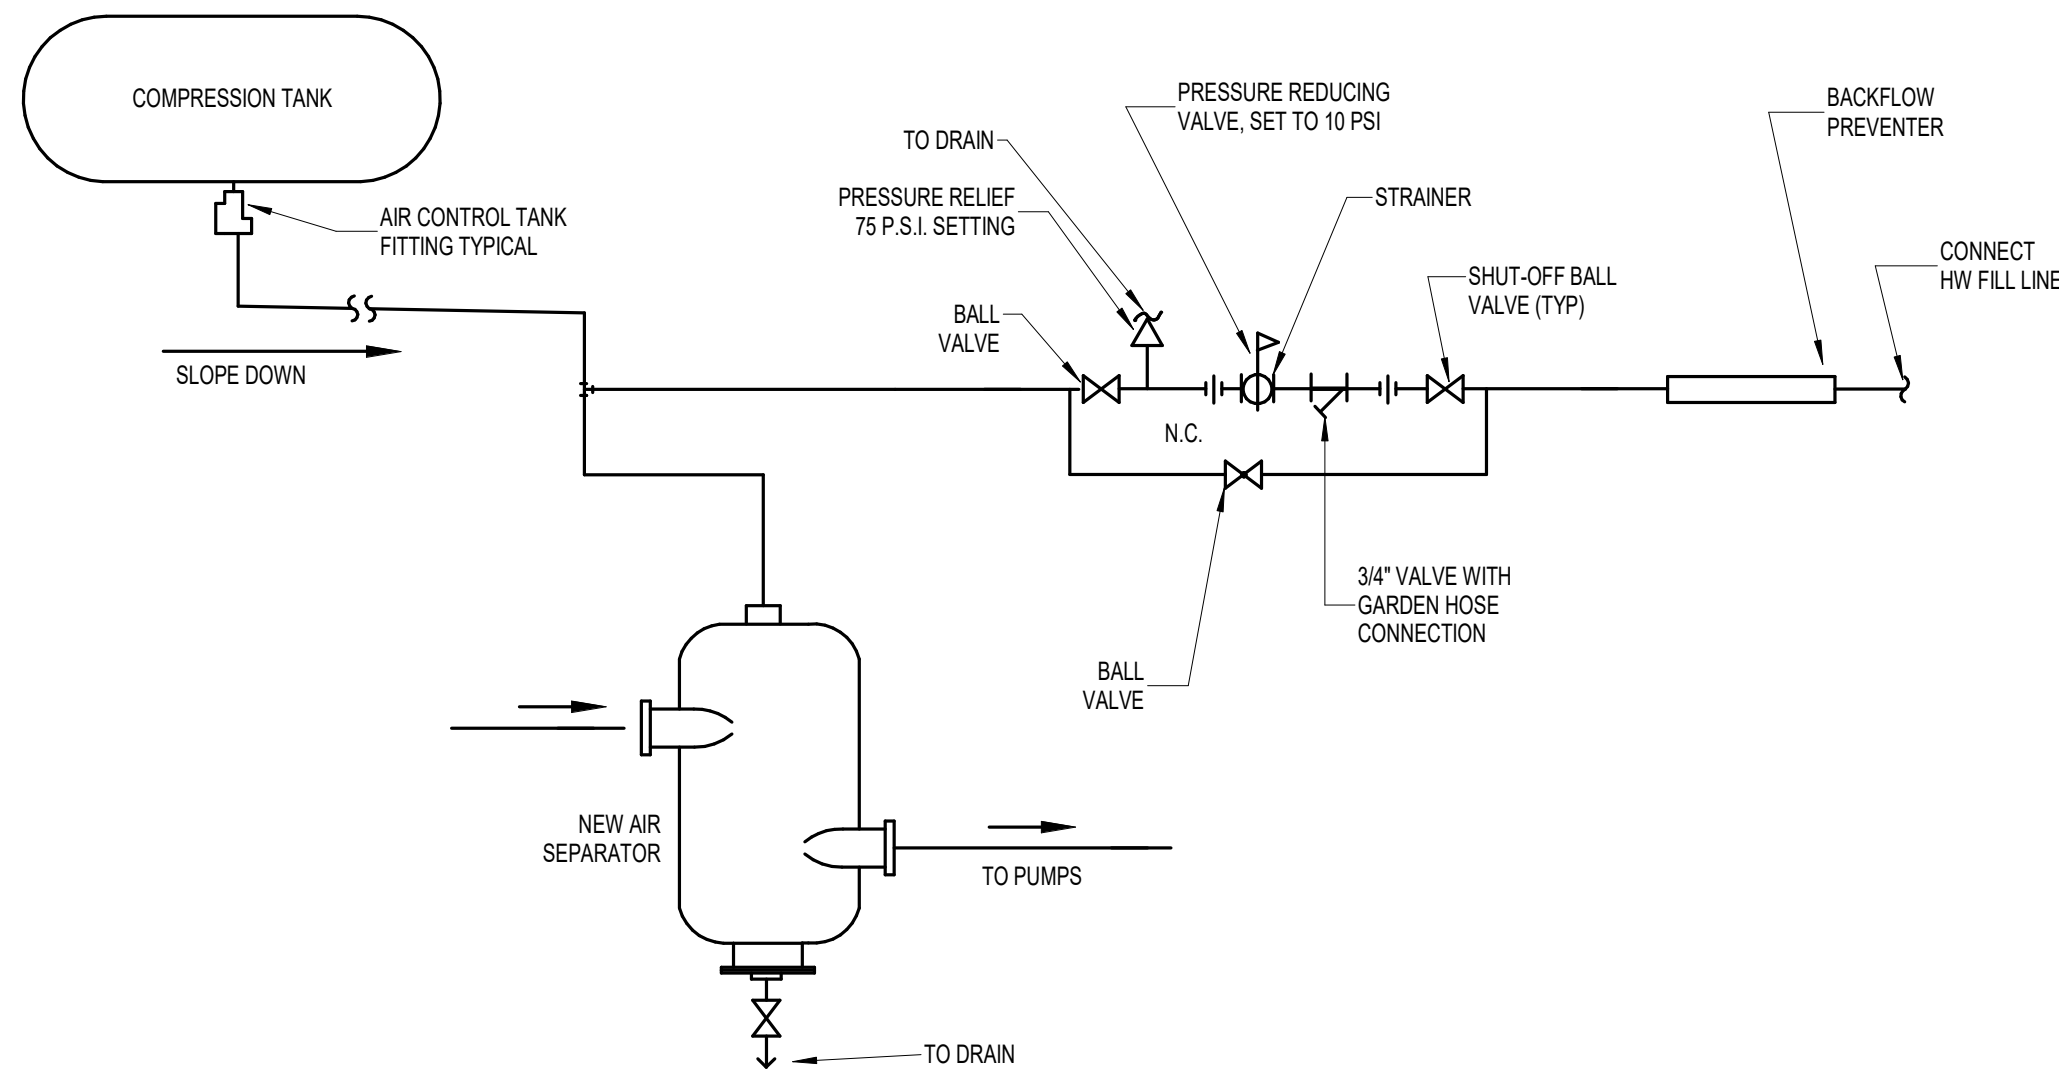 COMPRESSION TANK
AIR CONTROL TANK
FITTING TYPICAL
SLOPE DOWN
TO DRAIN
PRESSURE RELIEF
75 P.S.I. SETTING
PRESSURE REDUCING
VALVE, SET TO 10 PSI
STRAINER
BACKFLOW
PREVENTER
CONNECT
HW FILL LINE
SHUT-OFF BALL
VALVE (TYP)
BALL
VALVE
N.C.
3/4" VALVE WITH
GARDEN HOSE
CONNECTION
BALL
VALVE
NEW AIR
SEPARATOR
TO PUMPS
TO DRAIN